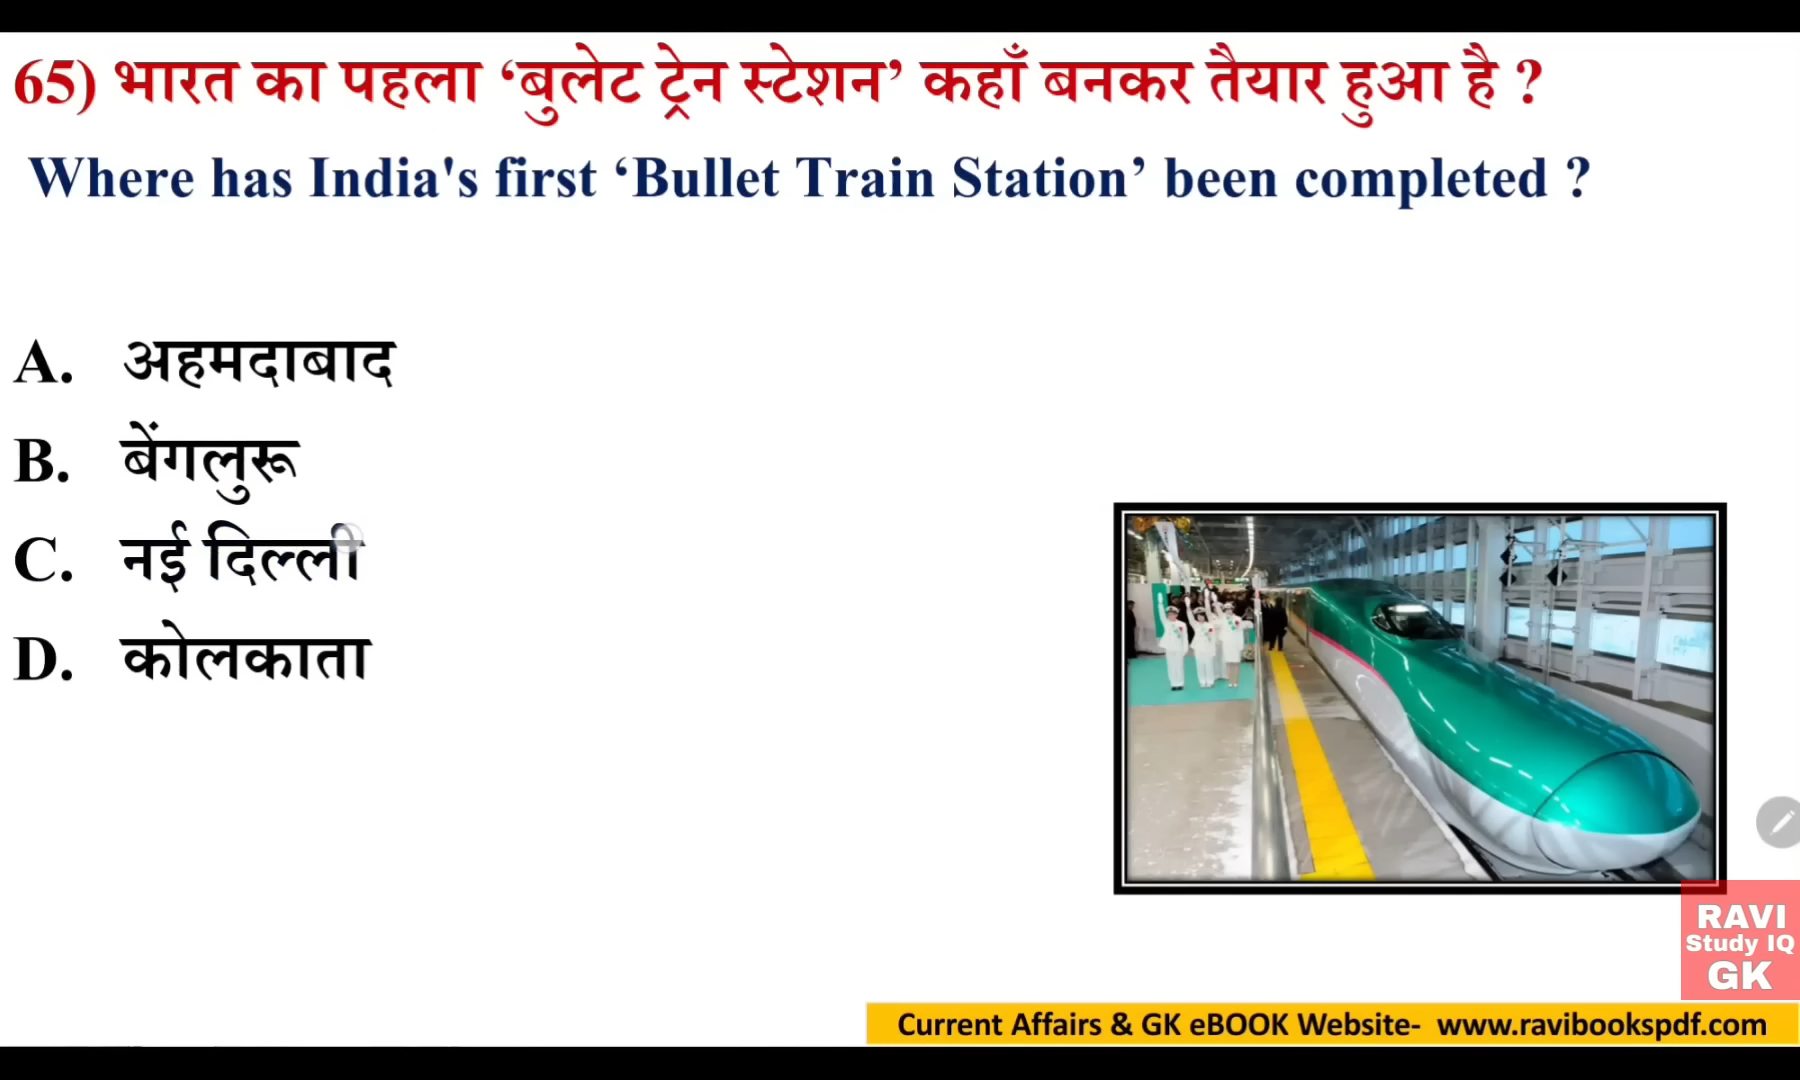 65) भारत का पहला ‘बुलेट ट्रेन स्टेशन’ कहाँ बनकर तैयार हुआ है ?
Where has India's first ‘Bullet Train Station’ been completed ?
A. अहमदाबाद
B. बेंगलुरू
C. नई दिल्ली
D. कोलकाता
RAVI
Study IQ
GK
Current Affairs & GK eBOOK Website- www.ravibookspdf.com